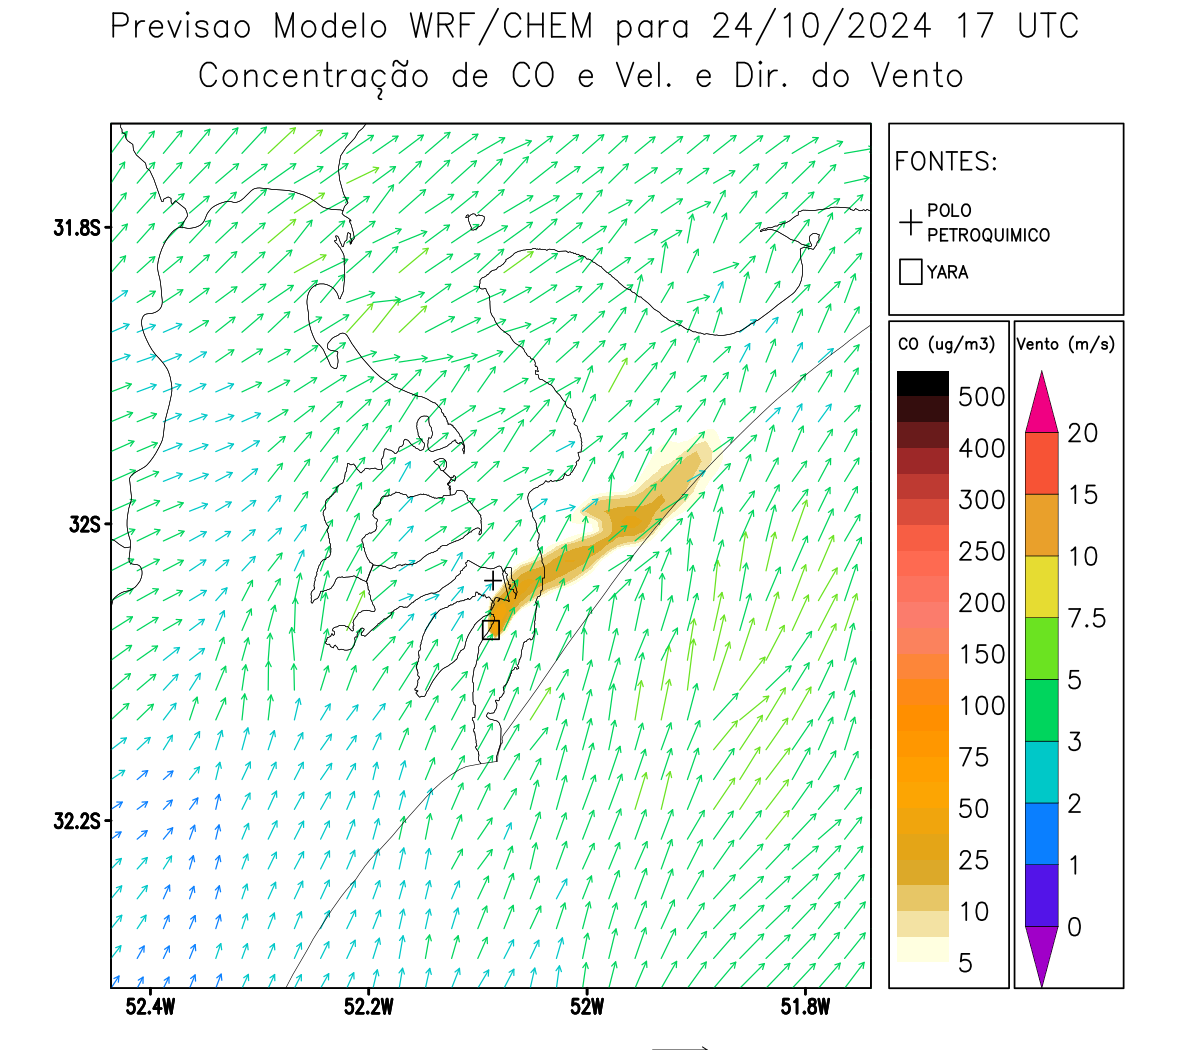 Previsao Modelo WRF/CHEM para 24/10/2024 17 UTC
Concentração de CO e Vel. e Dir. do Vento
FONTES:
POLO
PETROQUIMICO
YARA
CO (ug/m3)
500
400
300
250
200
150
100
75
50
25
10
5
Vento (m/s)
20
15
10
7.5
5
3
2
1
0
31.8S
32S
32.2S
52.4W
52.2W
52W
51.8W